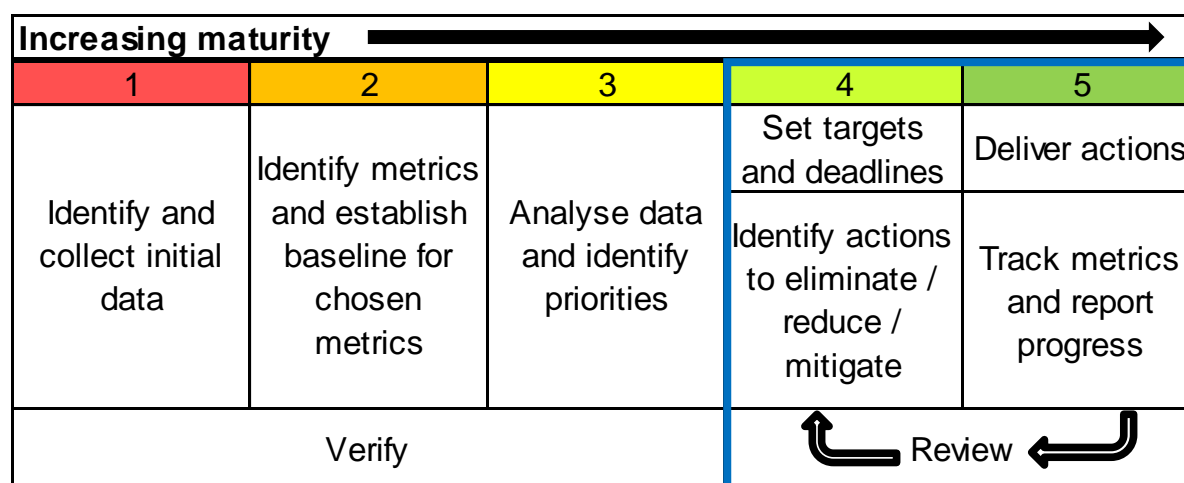 Increasing maturity
1
2
3
4
5
Identify and
collect initial
data
Identify metrics
and establish
baseline for
chosen
metrics
Analyse data
and identify
priorities
Set targets
and deadlines
Identify actions
to eliminate /
reduce /
mitigate
Deliver actions
Track metrics
and report
progress
Verify
Review